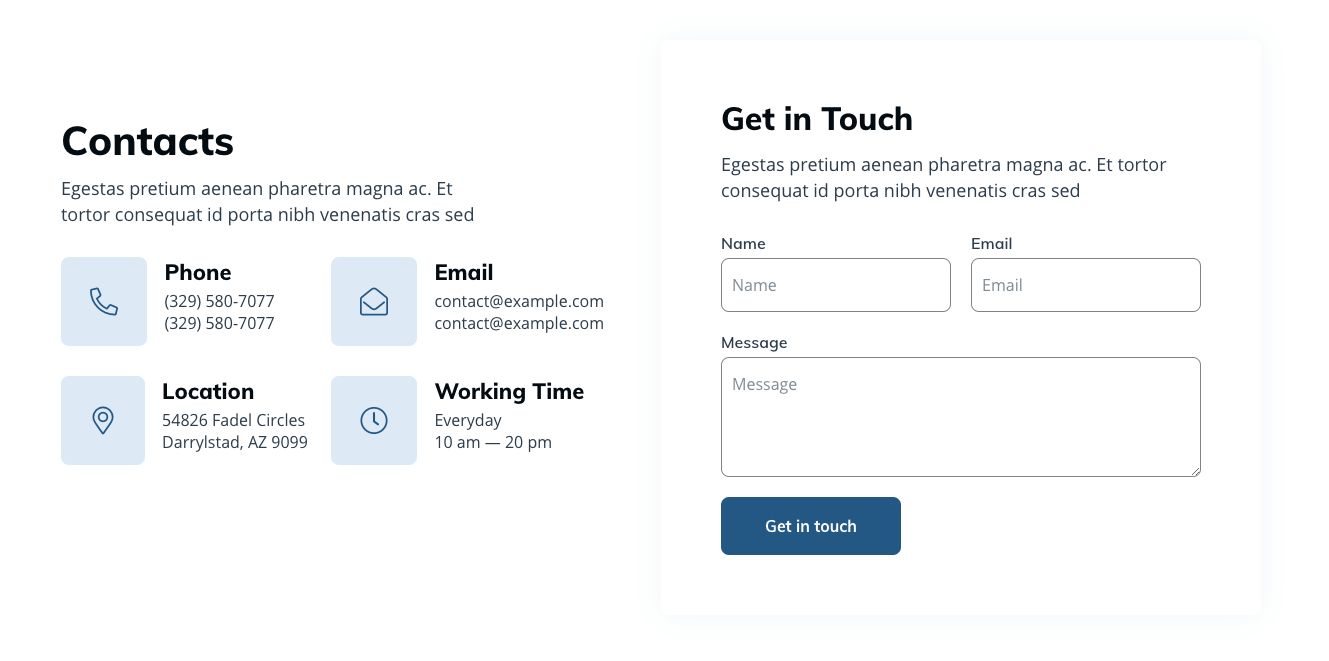 Contacts
Egestas pretium aenean pharetra magna ac. Et
tortor consequat id porta nibh venenatis cras sed
Phone
(329) 580-7077
(329) 580-7077
Email
contact@example.com
contact@example.com
Location
54826 Fadel Circles
Darrylstad, AZ 9099
Working Time
Everyday
10 am — 20 pm
Get in Touch
Egestas pretium aenean pharetra magna ac. Et tortor
consequat id porta nibh venenatis cras sed
Name
Name
Email
Email
Message
Message
Get in touch